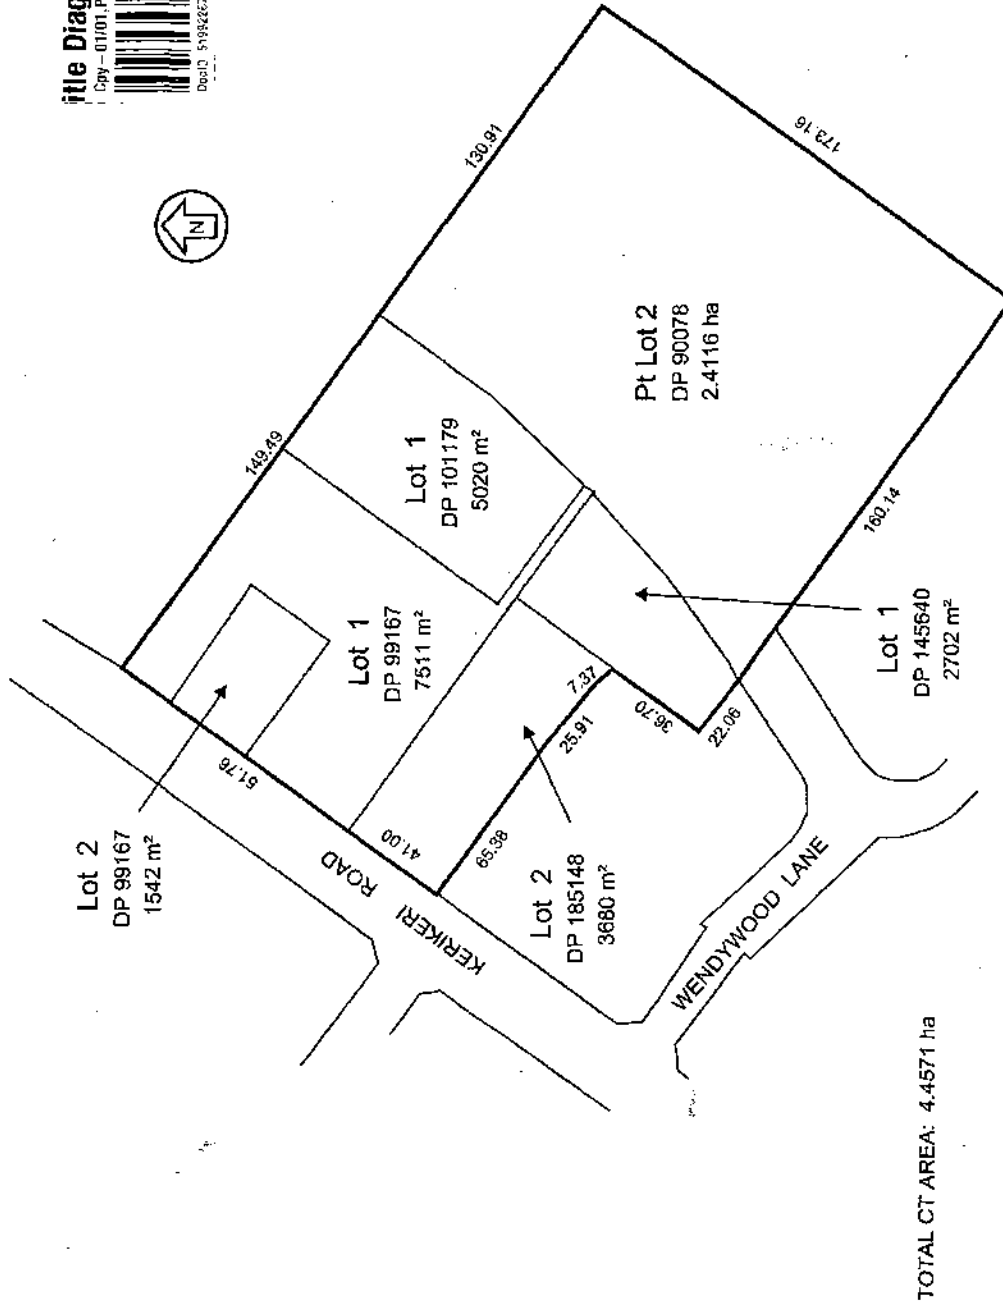 itle Diag
Cpy - 01/01, P
N
130.91
173.16
149.49
Pt Lot 2
DP 90078
2.4116 ha
Lot 1
DP 101179
5020 m²
160.14
Lot 1
DP 99167
7511 m²
Lot 1
DP 145640
2702 m²
7.37
36.70
22.06
25.91
51.76
41.00
65.38
Lot 2
DP 99167
1542 m²
KERIKERI ROAD
Lot 2
DP 185148
3680 m²
WENDYWOOD LANE
TOTAL CT AREA: 4.4571 ha